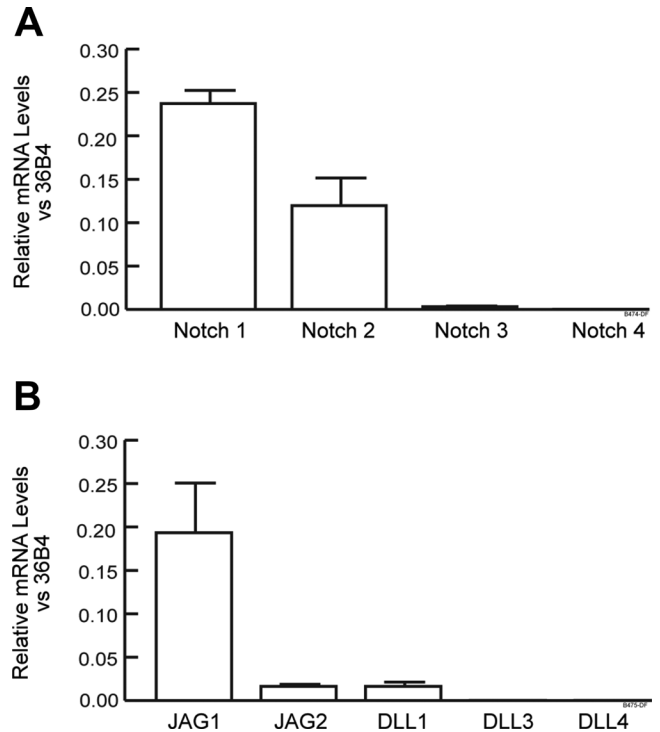 A
Relative mRNA Levels
vs 36B4
0.30
0.25
0.20
0.15
0.10
0.05
0.00
Notch 1 Notch 2 Notch 3 Notch 4
B474-DF
B
Relative mRNA Levels
vs 36B4
0.30
0.25
0.20
0.15
0.10
0.05
0.00
JAG1 JAG2 DLL1 DLL3 DLL4
B475-DF